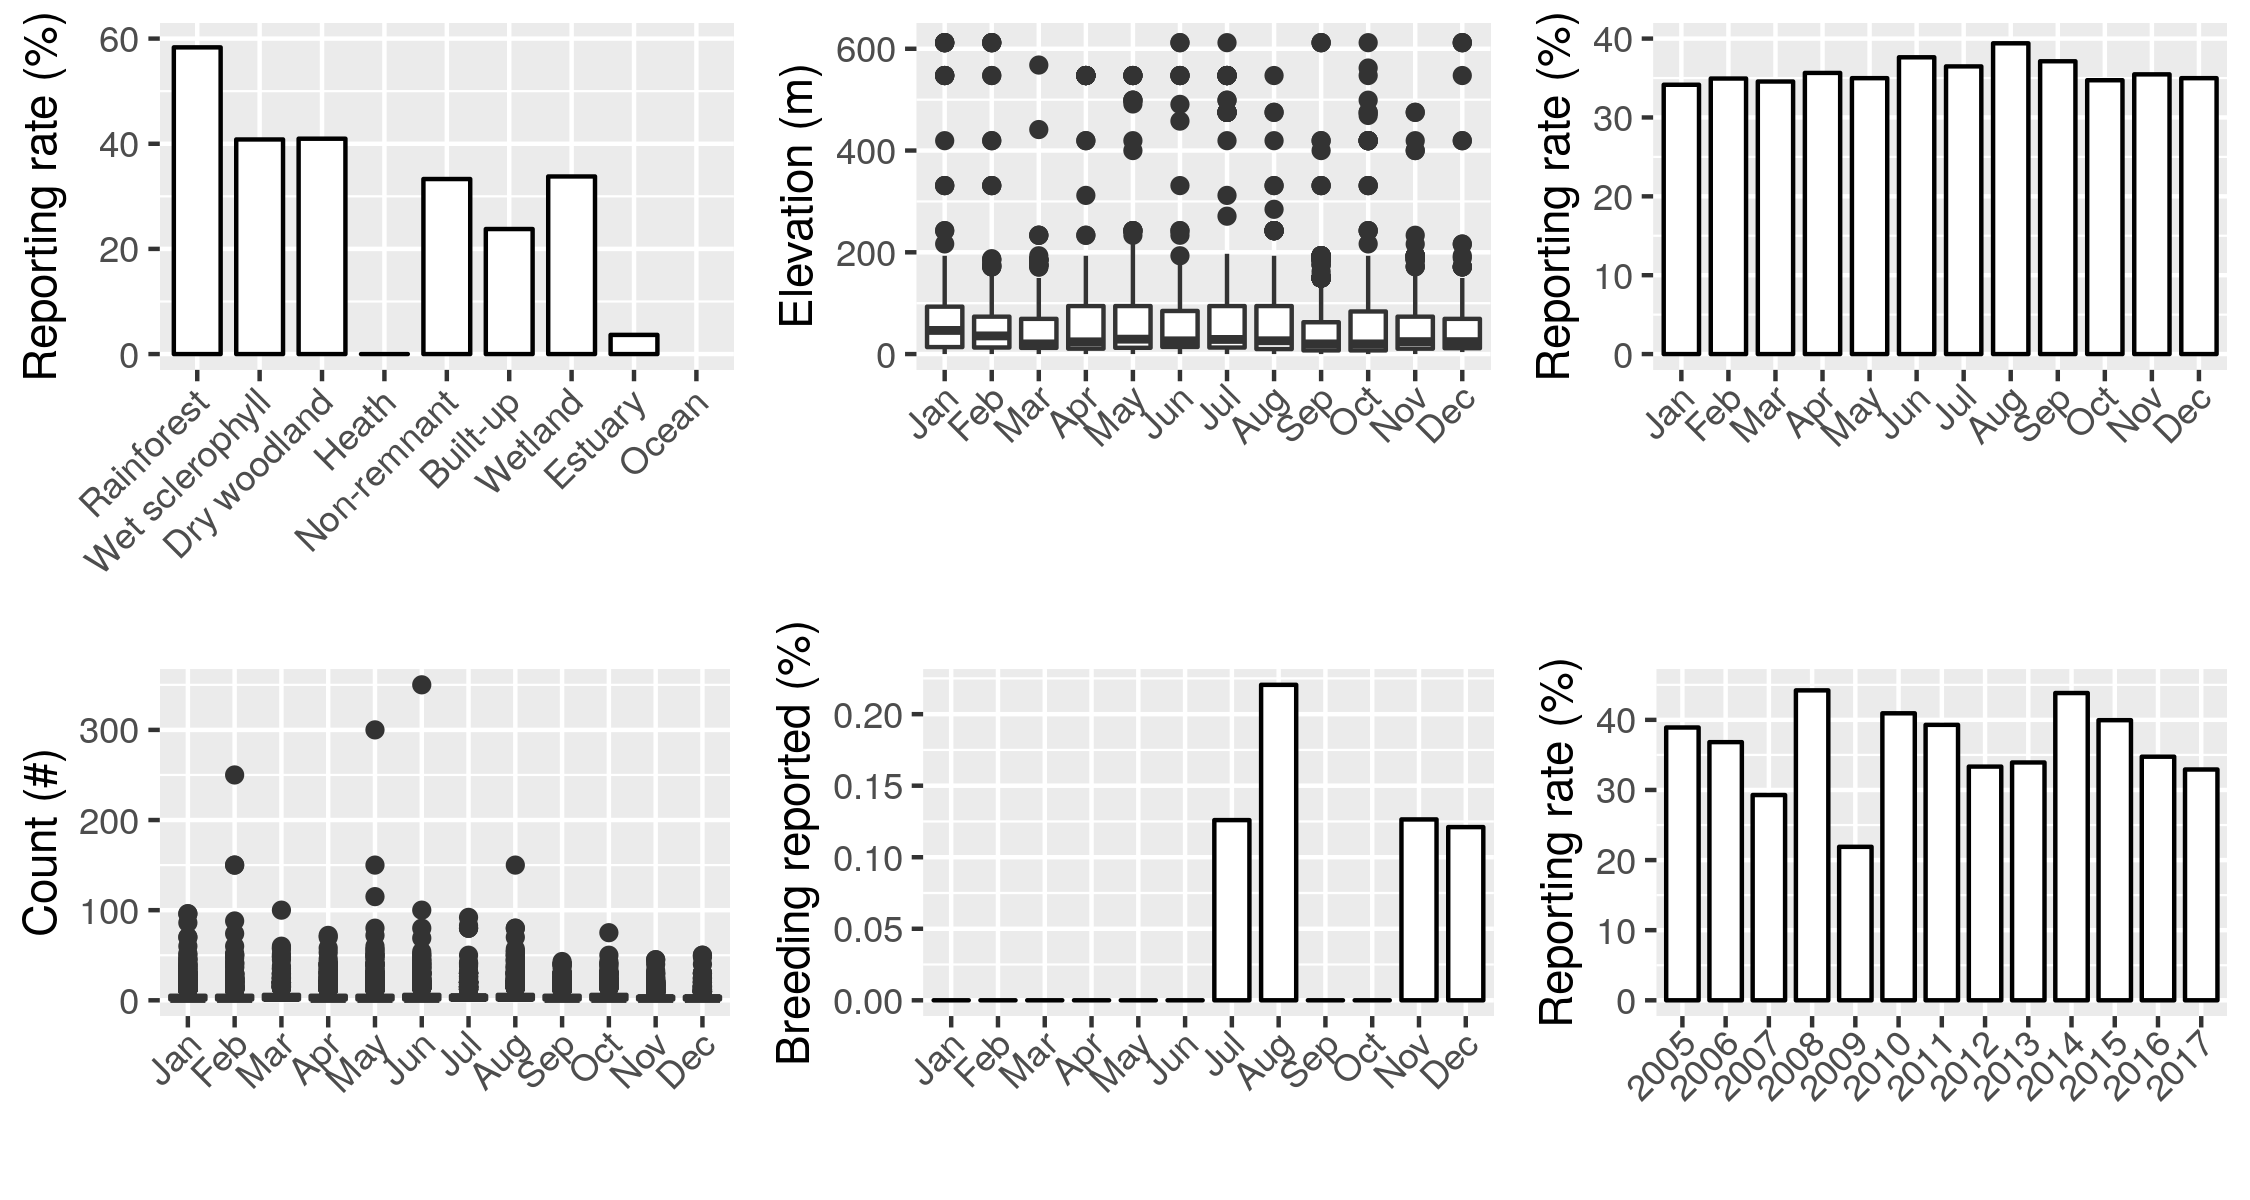 Reporting rate (%)
60
40
20
0
Rainforest
Wet sclerophyll
Dry woodland
Heath
Non-remnant
Built-up
Wetland
Estuary
Ocean
Elevation (m)
600
400
200
0
Jan Feb Mar Apr May Jun Jul Aug Sep Oct Nov Dec
Reporting rate (%)
40
30
20
10
0
Jan Feb Mar Apr May Jun Jul Aug Sep Oct Nov Dec
Count (#)
300
200
100
0
Jan Feb Mar Apr May Jun Jul Aug Sep Oct Nov Dec
Breeding reported (%)
0.20
0.15
0.10
0.05
0.00
Jan Feb Mar Apr May Jun Jul Aug Sep Oct Nov Dec
Reporting rate (%)
40
30
20
10
0
2005 2006 2007 2008 2009 2010 2011 2012 2013 2014 2015 2016 2017